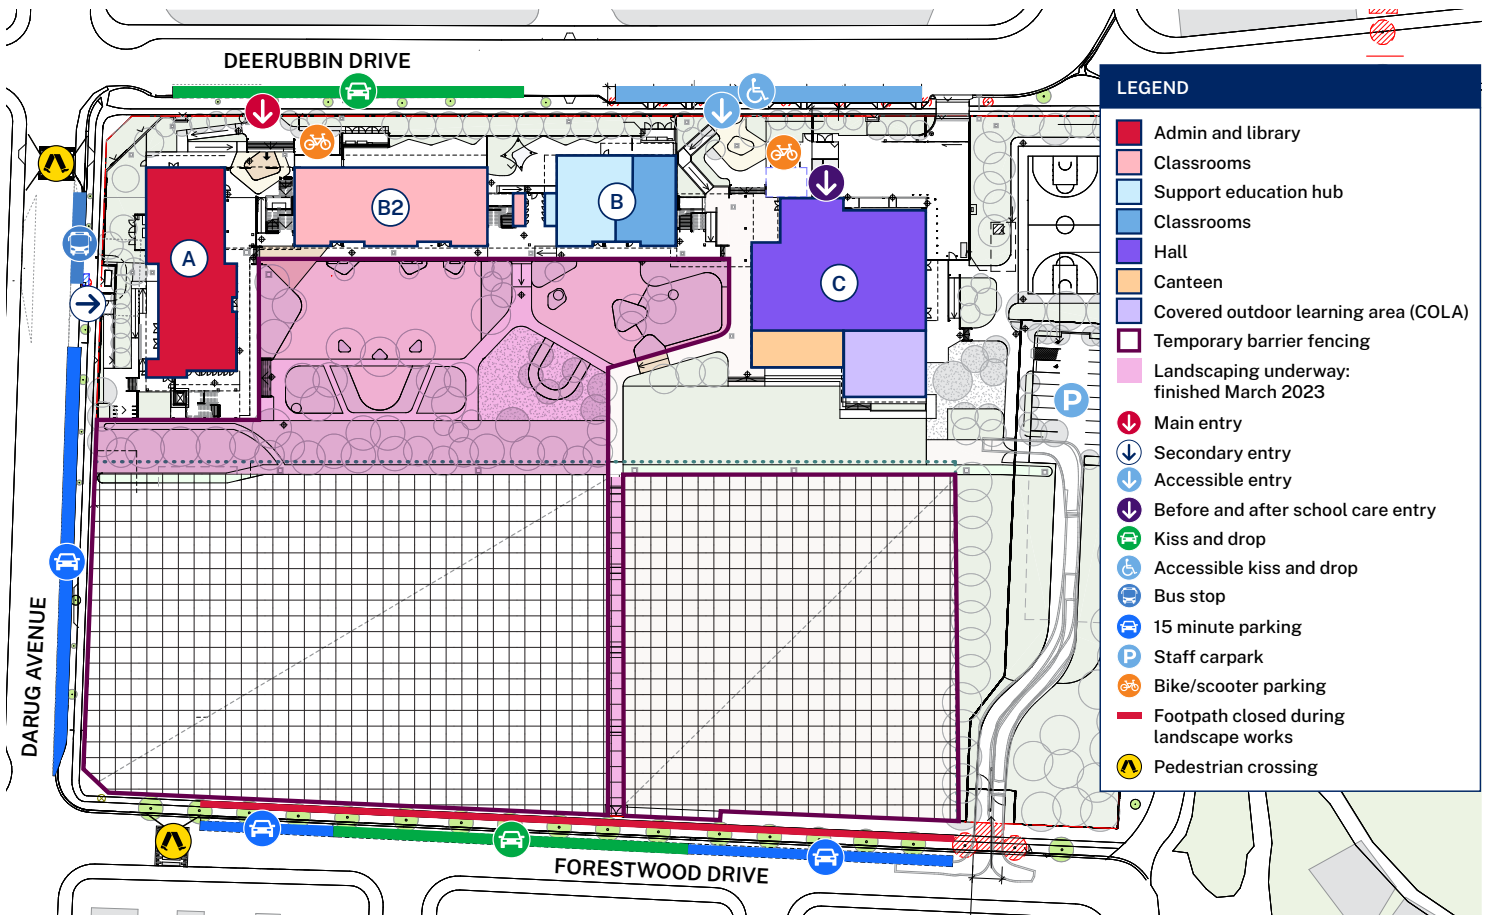 DEERUBBIN DRIVE
LEGEND
Admin and library
Classrooms
Support education hub
Classrooms
Hall
Canteen
Covered outdoor learning area (COLA)
Temporary barrier fencing
Landscaping underway:
finished March 2023
Main entry
Secondary entry
Accessible entry
Before and after school care entry
Kiss and drop
Accessible kiss and drop
Bus stop
15 minute parking
P Staff carpark
Bike/scooter parking
Footpath closed during
landscape works
Pedestrian crossing
A
B2
B
C
P
DARUG AVENUE
FORESTWOOD DRIVE